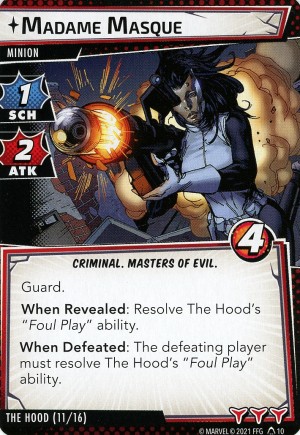 MADAME MASQUE
MINION
1
SCH
2
ATK
4
CRIMINAL. MASTERS OF EVIL.
Guard.
When Revealed: Resolve The Hood's
"Foul Play" ability.
When Defeated: The defeating player
must resolve The Hood's "Foul Play"
ability.
THE HOOD (11/16)
© MARVEL © 2021 FFG 10